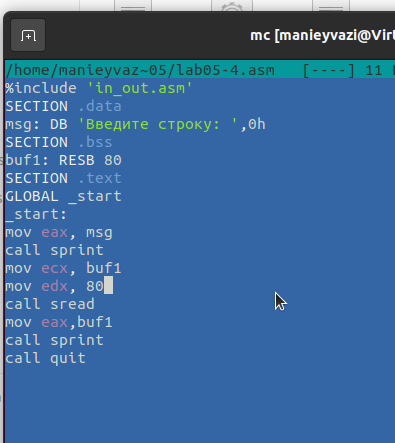 mc [manieyvazi@Virt
/home/manieyvaz~05/lab05-4.asm [----] 11
%include 'in_out.asm'
SECTION .data
msg: DB 'Введите строку: ',0h
SECTION .bss
buf1: RESB 80
SECTION .text
GLOBAL _start
_start:
mov eax, msg
call sprint
mov ecx, buf1
mov edx, 80
call sread
mov eax,buf1
call sprint
call quit